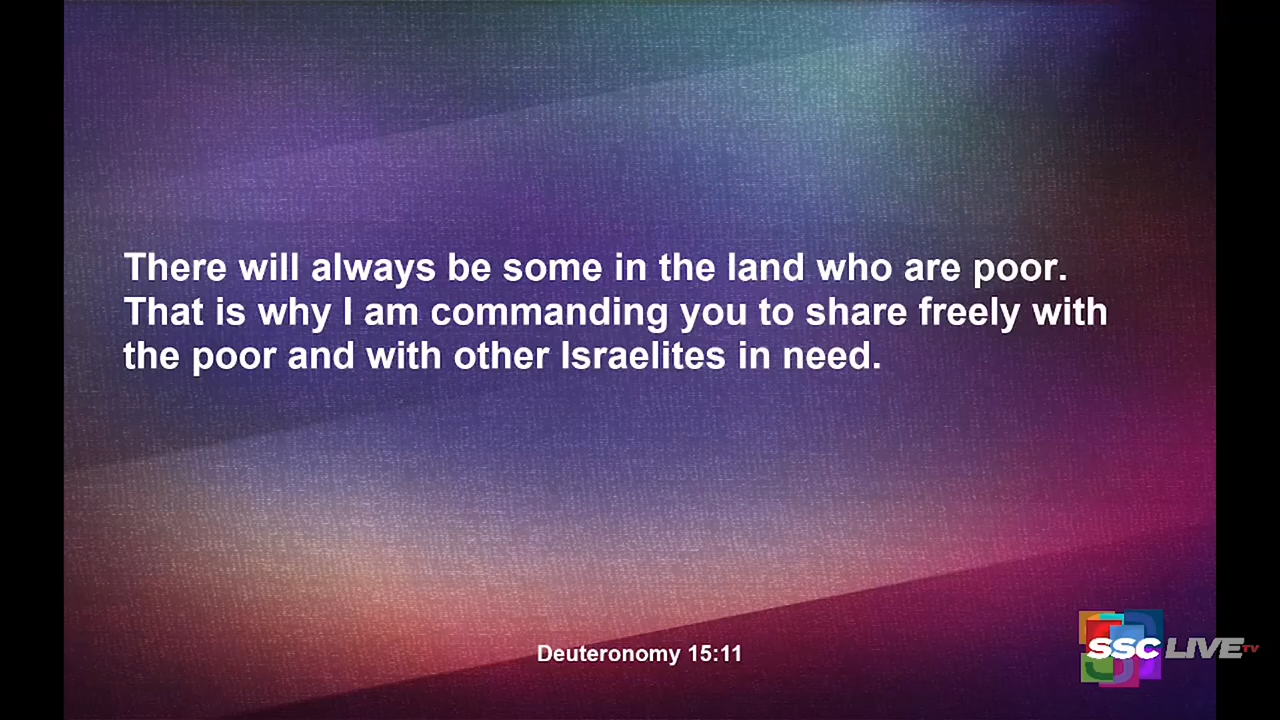 There will always be some in the land who are poor.
That is why I am commanding you to share freely with
the poor and with other Israelites in need.
Deuteronomy 15:11
SSC LIVE TV